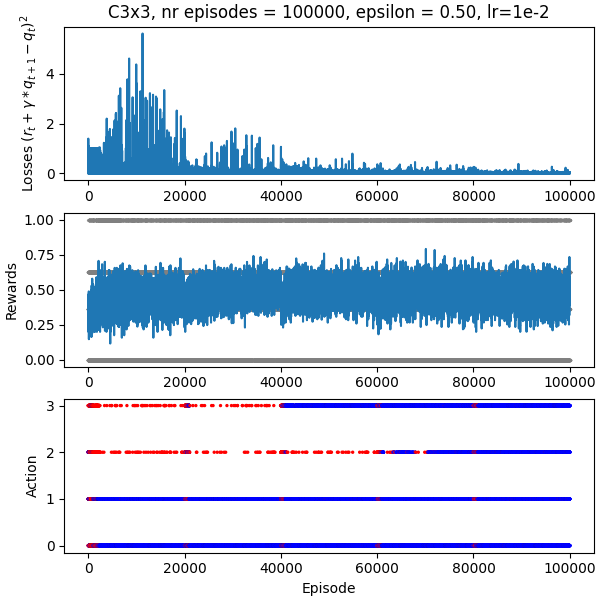 C3x3, nr episodes = 100000, epsilon = 0.50, lr=1e-2
Losses (r_t + γ * q_{t+1} − q_t)^2
4
2
0
0 20000 40000 60000 80000 100000
Rewards
1.00
0.75
0.50
0.25
0.00
0 20000 40000 60000 80000 100000
Action
3
2
1
0
0 20000 40000 60000 80000 100000
Episode